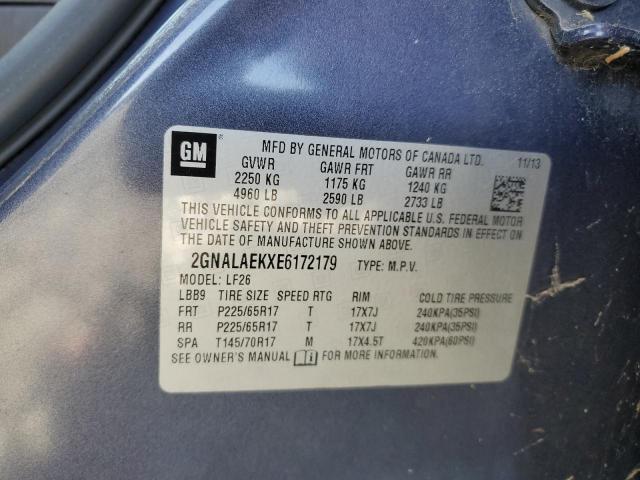 GM ®
MFD BY GENERAL MOTORS OF CANADA LTD. 11/13
GVWR GAWR FRT GAWR RR
2250 KG 1175 KG 1240 KG
4960 LB 2590 LB 2733 LB
THIS VEHICLE CONFORMS TO ALL APPLICABLE U.S. FEDERAL MOTOR
VEHICLE SAFETY, BUMPER, AND THEFT PREVENTION STANDARDS
IN EFFECT ON THE DATE OF MANUFACTURE SHOWN ABOVE.
2GNALAEKXE6172179 TYPE: M.P.V.
MODEL: LF26
LBB9 TIRE SIZE SPEED RTG RIM COLD TIRE PRESSURE
FRT P225/65R17 T 17X7J 240KPA(35PSI)
RR P225/65R17 T 17X7J 240KPA(35PSI)
SPA T145/70R17 M 17X4.5T 420KPA(60PSI)
SEE OWNER'S MANUAL i FOR MORE INFORMATION.